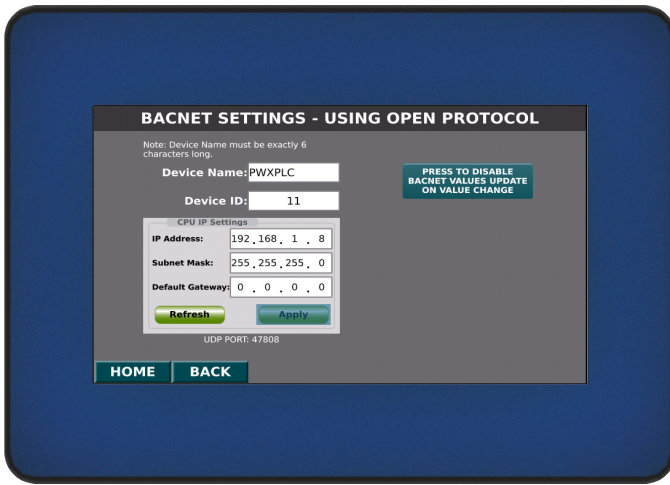 BACNET SETTINGS - USING OPEN PROTOCOL
Note: Device Name must be exactly 6
characters long.
Device Name: PWXPLC
Device ID: 11
CPU IP Settings
IP Address: 192 . 168 . 1 . 8
Subnet Mask: 255 . 255 . 255 . 0
Default Gateway: 0 . 0 . 0 . 0
Refresh Apply
UDP PORT: 47808
PRESS TO DISABLE
BACNET VALUES UPDATE
ON VALUE CHANGE
HOME BACK